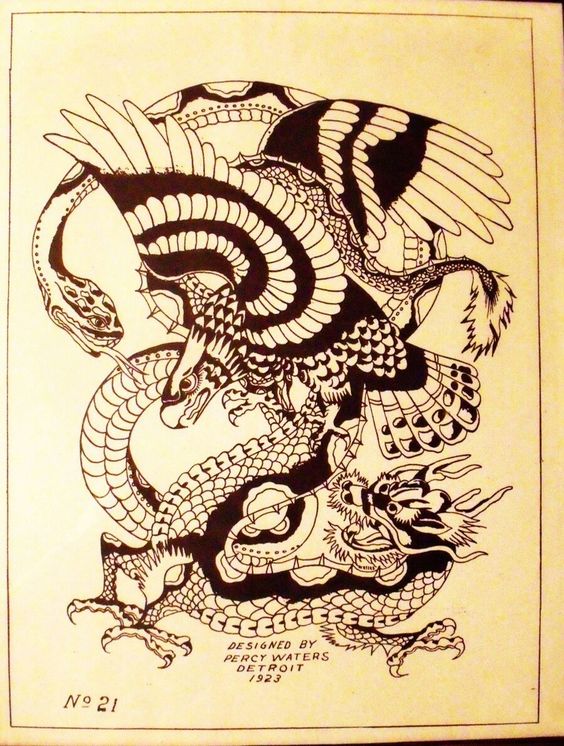 DESIGNED BY
PERCY WATERS
DETROIT
1923
Nº 21